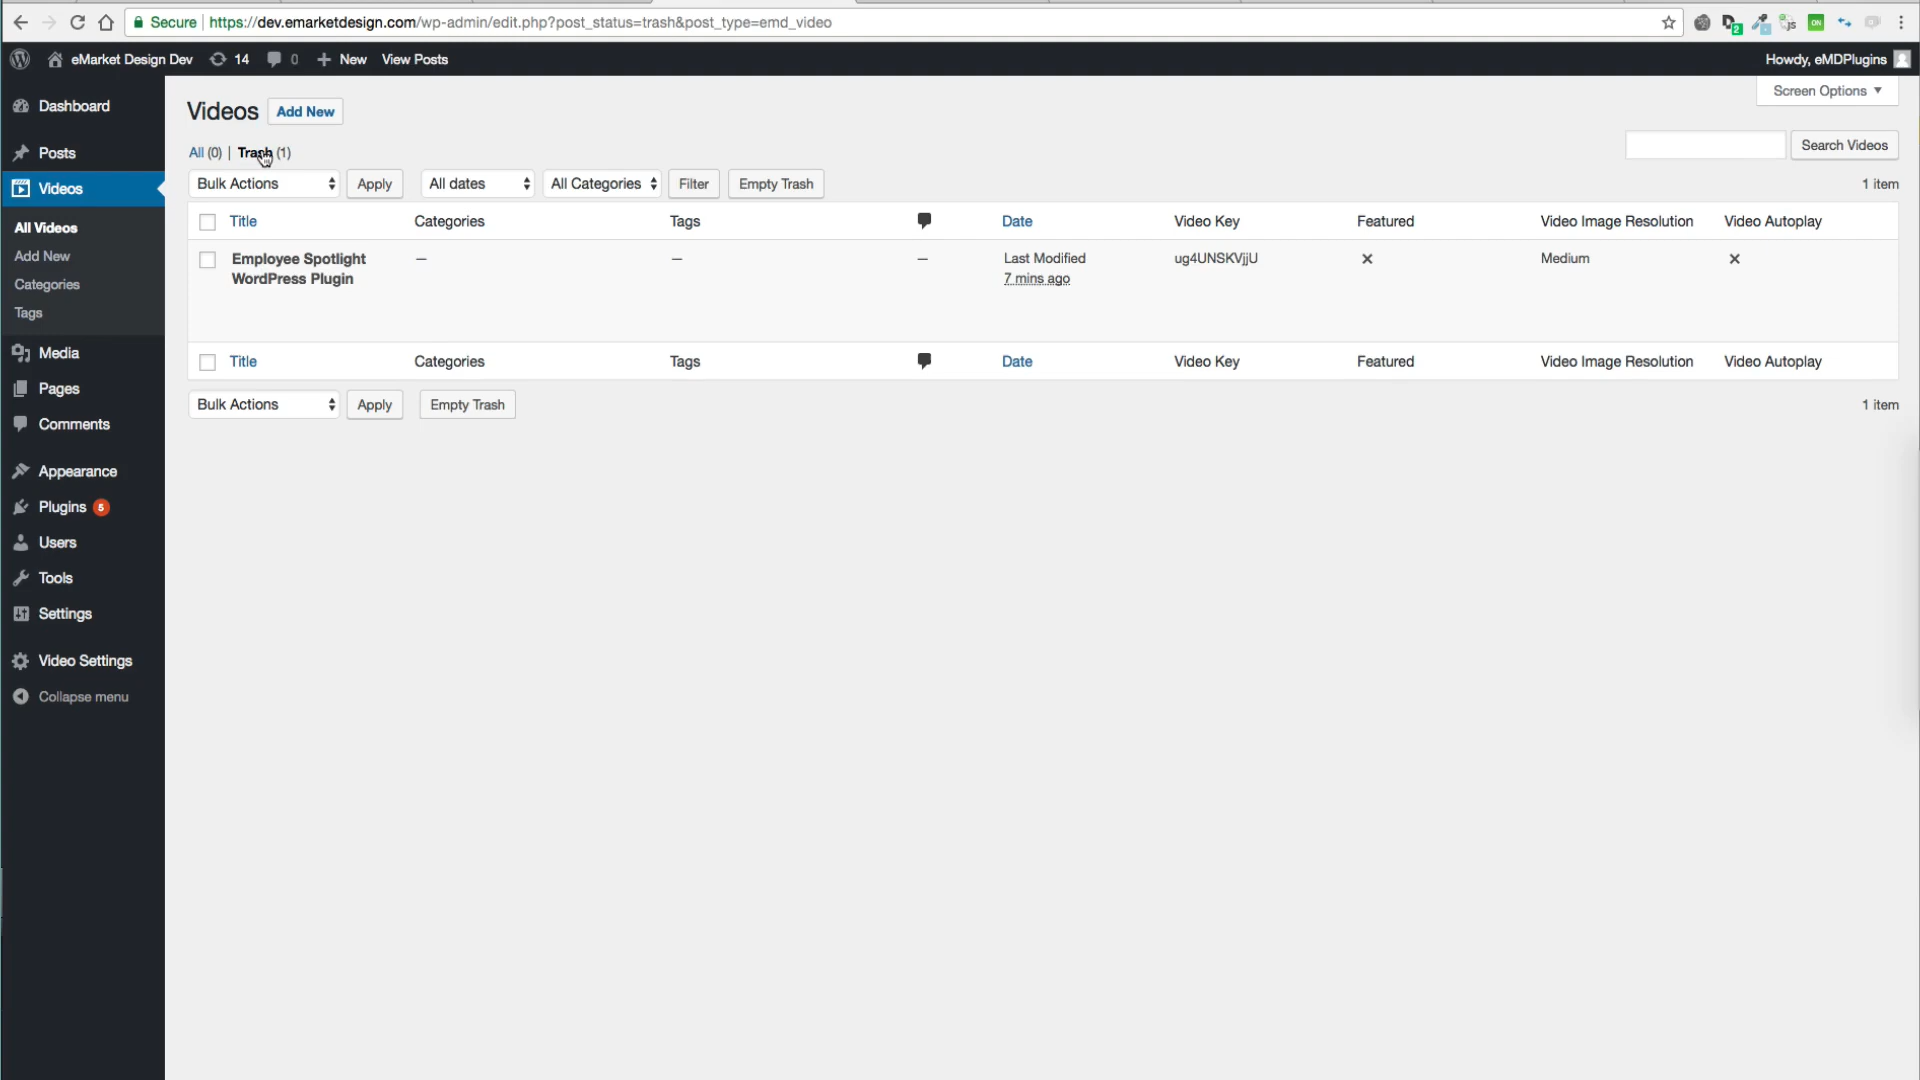 Secure https://dev.emarketdesign.com/wp-admin/edit.php?post_status=trash&post_type=emd_video
2 ON
eMarket Design Dev 14 0 New View Posts Howdy, eMDPlugins
Screen Options
Dashboard
Posts
Videos
All Videos
Add New
Categories
Tags
Media
Pages
Comments
Appearance
Plugins 5
Users
Tools
Settings
Video Settings
Collapse menu
Videos Add New
All (0) | Trash (1)
Search Videos
Bulk Actions Apply All dates All Categories Filter Empty Trash 1 item
Title Categories Tags Date Video Key Featured Video Image Resolution Video Autoplay
Employee Spotlight — — — Last Modified ug4UNSKVjjU ✕ Medium ✕
WordPress Plugin 7 mins ago
Title Categories Tags Date Video Key Featured Video Image Resolution Video Autoplay
Bulk Actions Apply Empty Trash 1 item